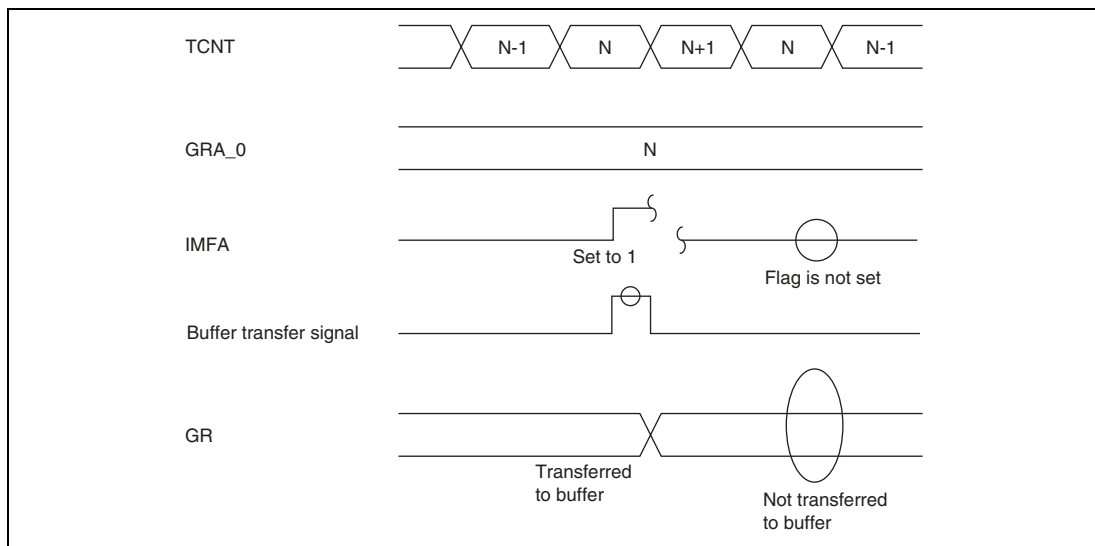 TCNT
N-1
N
N+1
N
N-1
GRA_0
N
IMFA
Set to 1
Flag is not set
Buffer transfer signal
GR
Transferred
to buffer
Not transferred
to buffer